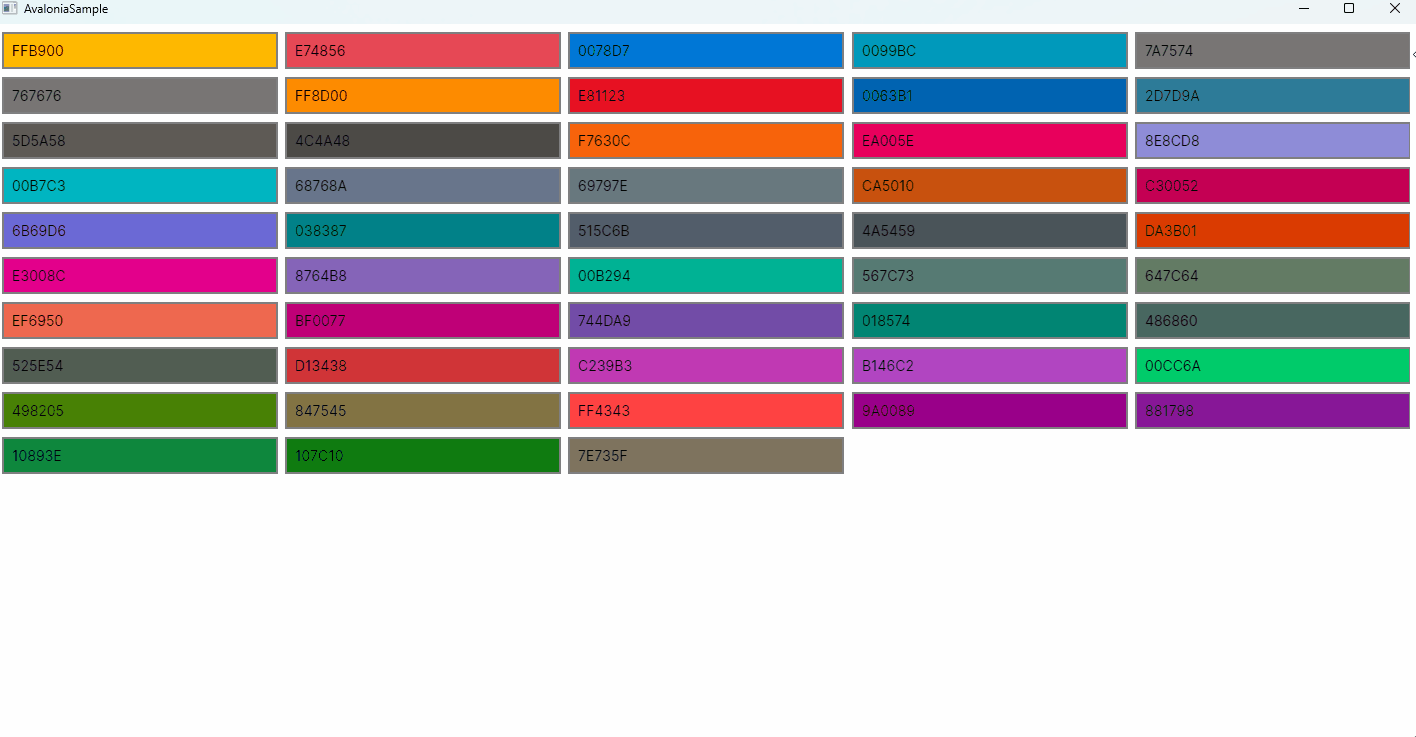 AvaloniaSample
FFB900 E74856 0078D7 0099BC 7A7574
767676 FF8D00 E81123 0063B1 2D7D9A
5D5A58 4C4A48 F7630C EA005E 8E8CD8
00B7C3 68768A 69797E CA5010 C30052
6B69D6 038387 515C6B 4A5459 DA3B01
E3008C 8764B8 00B294 567C73 647C64
EF6950 BF0077 744DA9 018574 486860
525E54 D13438 C239B3 B146C2 00CC6A
498205 847545 FF4343 9A0089 881798
10893E 107C10 7E735F